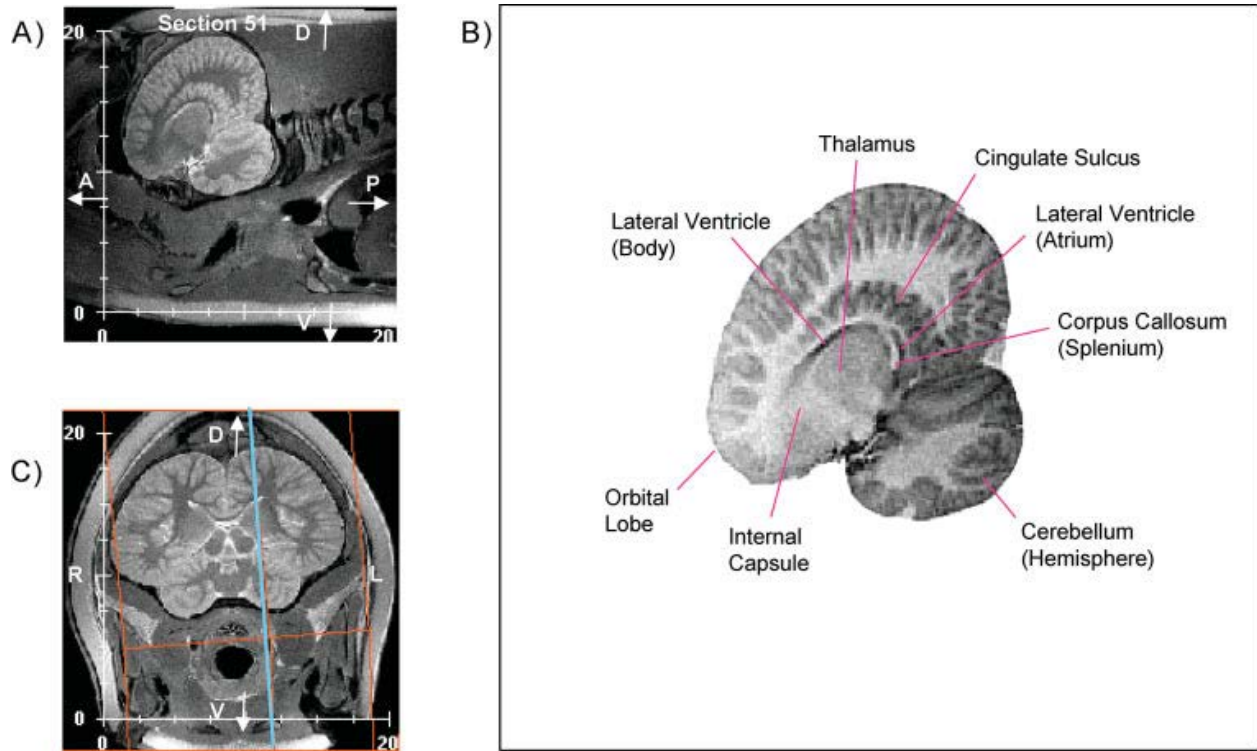 A)
Section 51
20
D
A
P
0
V
0
20
B)
Thalamus
Cingulate Sulcus
Lateral Ventricle
(Body)
Lateral Ventricle
(Atrium)
Corpus Callosum
(Splenium)
Orbital
Lobe
Internal
Capsule
Cerebellum
(Hemisphere)
C)
20
D
R
L
V
0
0
20